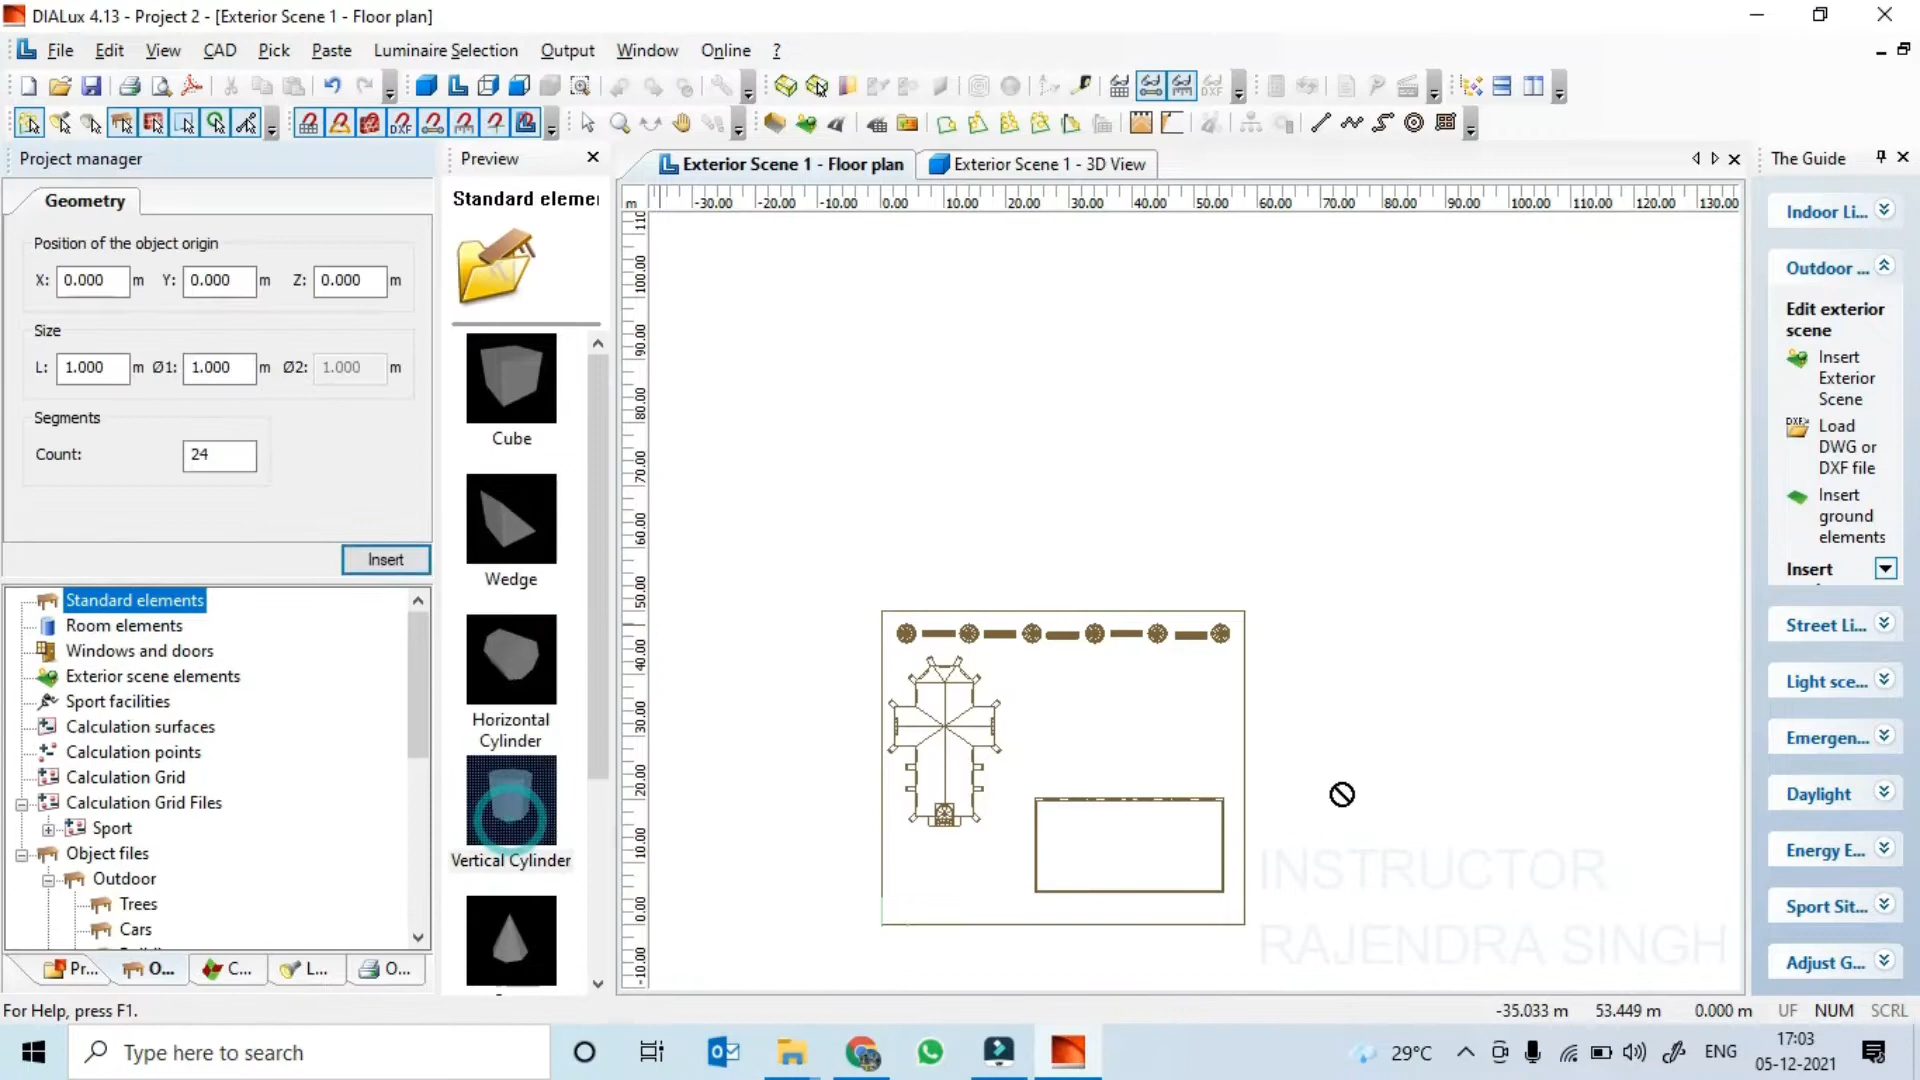 DIALux 4.13 - Project 2 - [Exterior Scene 1 - Floor plan]
File Edit View CAD Pick Paste Luminaire Selection Output Window Online ?
Project manager
Geometry
Position of the object origin
X: 0.000 m Y: 0.000 m Z: 0.000 m
Size
L: 1.000 m Ø1: 1.000 m Ø2: 1.000 m
Segments
Count: 24
Insert
Standard elements
Room elements
Windows and doors
Exterior scene elements
Sport facilities
Calculation surfaces
Calculation points
Calculation Grid
Calculation Grid Files
Sport
Object files
Outdoor
Trees
Cars
Pr... O... C... L... O...
Preview
Standard elemer
Cube
Wedge
Horizontal
Cylinder
Vertical Cylinder
Exterior Scene 1 - Floor plan Exterior Scene 1 - 3D View
m -30.00 -20.00 -10.00 0.00 10.00 20.00 30.00 40.00 50.00 60.00 70.00 80.00 90.00 100.00 110.00 120.00 130.00
110
100.00
90.00
80.00
70.00
60.00
50.00
40.00
30.00
20.00
10.00
0.00
-10.00
DXF
DXF
INSTRUCTOR
RAJENDRA SINGH
The Guide
Indoor Li...
Outdoor ...
Edit exterior
scene
Insert
Exterior
Scene
DXF
Load
DWG or
DXF file
Insert
ground
elements
Insert
Street Li...
Light sce...
Emergen...
Daylight
Energy E...
Sport Sit...
Adjust G...
For Help, press F1.
-35.033 m 53.449 m 0.000 m UF NUM SCRL
Type here to search
29°C
ENG
17:03
05-12-2021